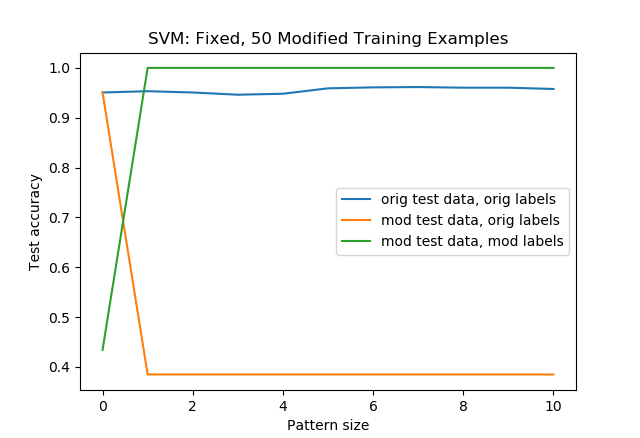 SVM: Fixed, 50 Modified Training Examples
1.0
0.9
0.8
0.7
0.6
0.5
0.4
Test accuracy
orig test data, orig labels
mod test data, orig labels
mod test data, mod labels
0
2
4
6
8
10
Pattern size